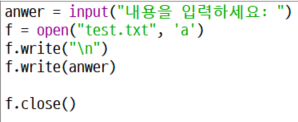 anwer = input("내용을 입력하세요: ")
f = open("test.txt", 'a')
f.write("\n")
f.write(anwer)
f.close()